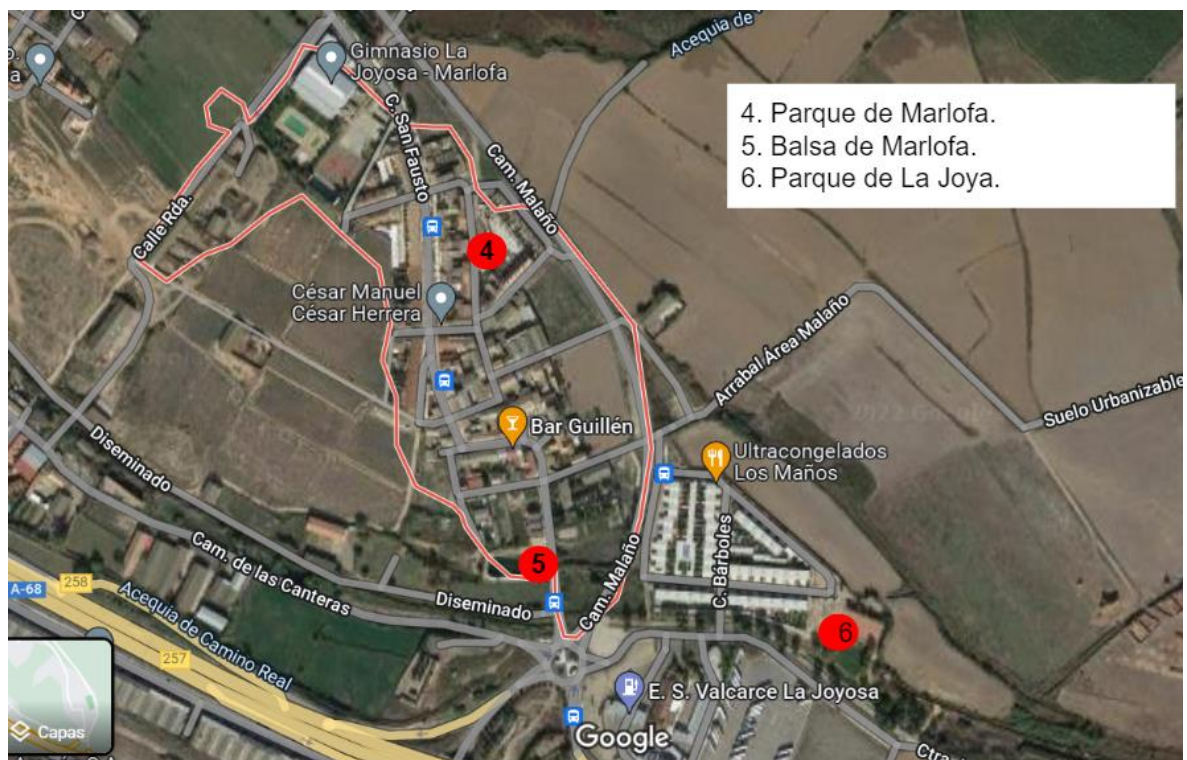 Gimnasio La
Joyosa - Marlofa
Acequia de
4. Parque de Marlofa.
5. Balsa de Marlofa.
6. Parque de La Joya.
C. San Fausto
Cam. Malaño
Calle Rda.
4
César Manuel
César Herrera
Arrabal Área Malaño
Suelo Urbanizable
Bar Guillén
Ultracongelados
Los Maños
Diseminado
Cam. de las Canteras
5
Diseminado
Cam. Malaño
C. Bárboles
6
A-68
258
Acequia de Camino Real
257
E. S. Valcarce La Joyosa
Capas
Google